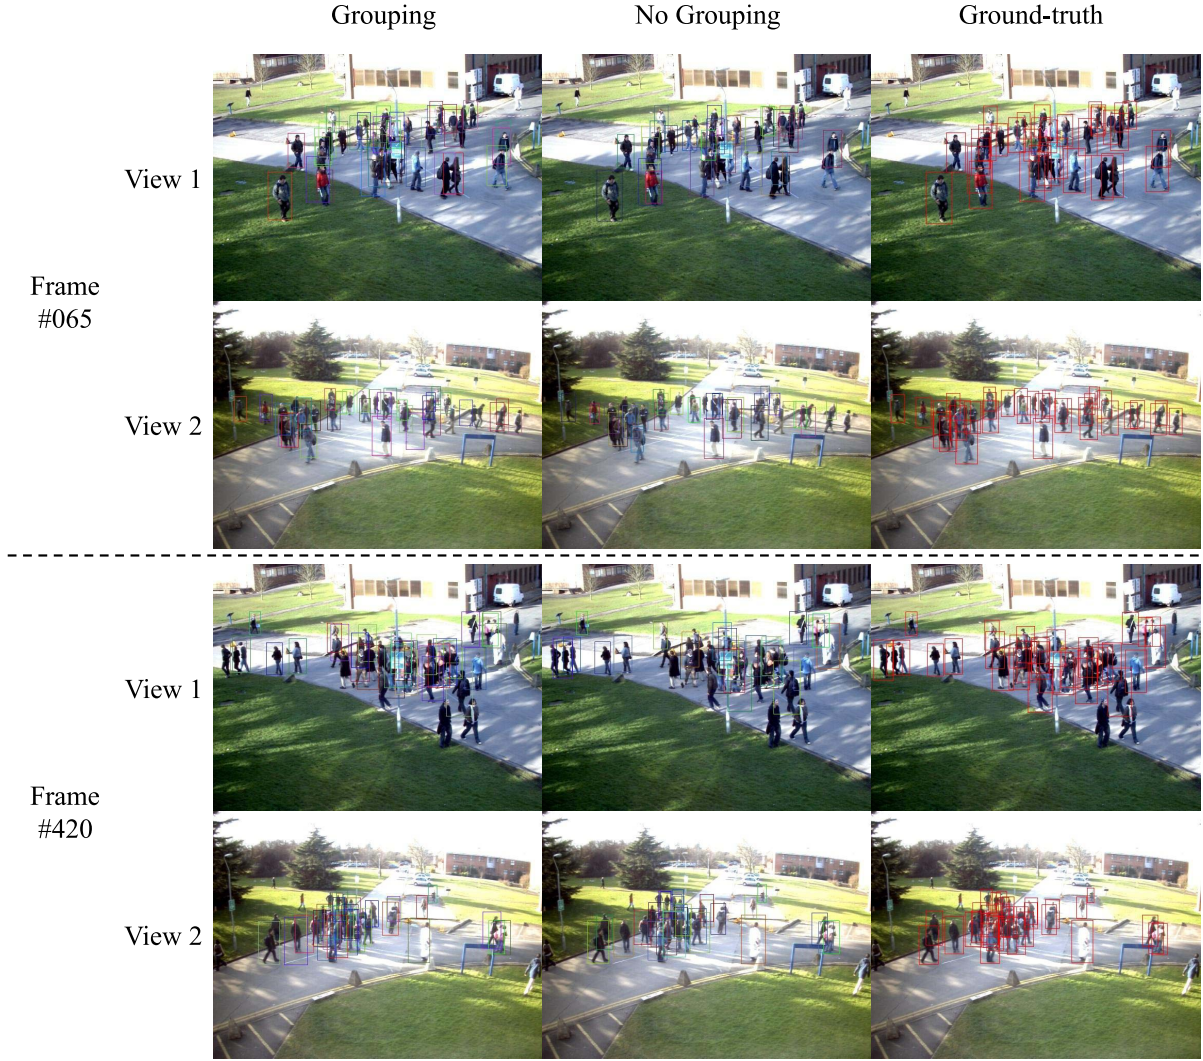 Grouping
No Grouping
Ground-truth
View 1
Frame
#065
View 2
View 1
Frame
#420
View 2